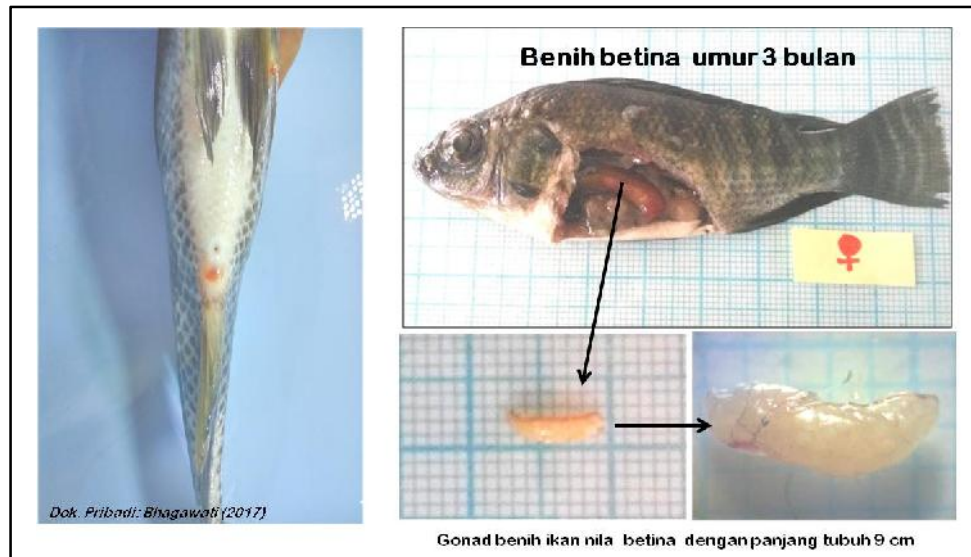 Benih betina umur 3 bulan
♀
Dok. Pribadi: Bhagawati (2017)
Gonad benih ikan nila betina dengan panjang tubuh 9 cm